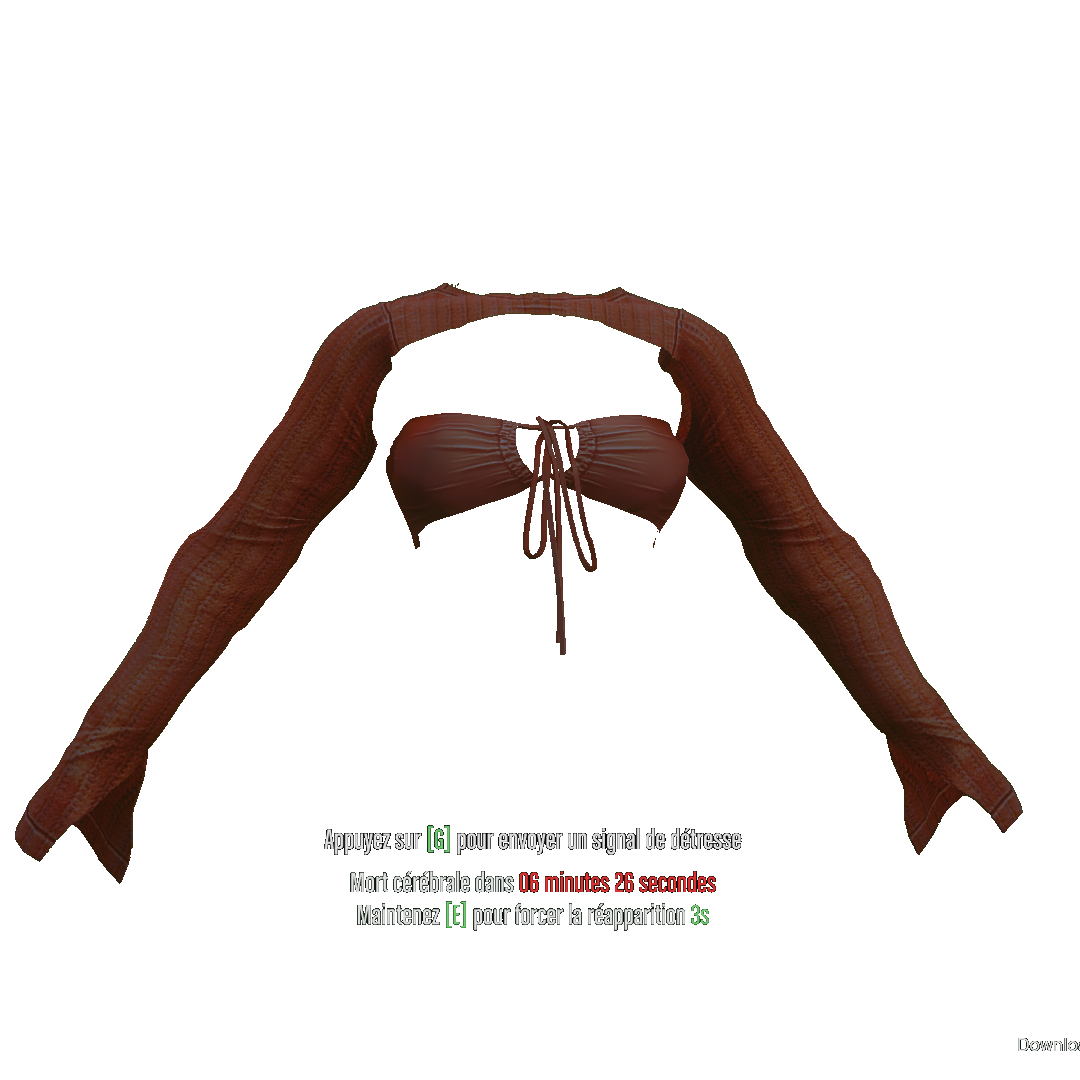 Appuyez sur [G] pour envoyer un signal de détresse
Mort cérébrale dans 06 minutes 26 secondes
Maintenez [E] pour forcer la réapparition 3s